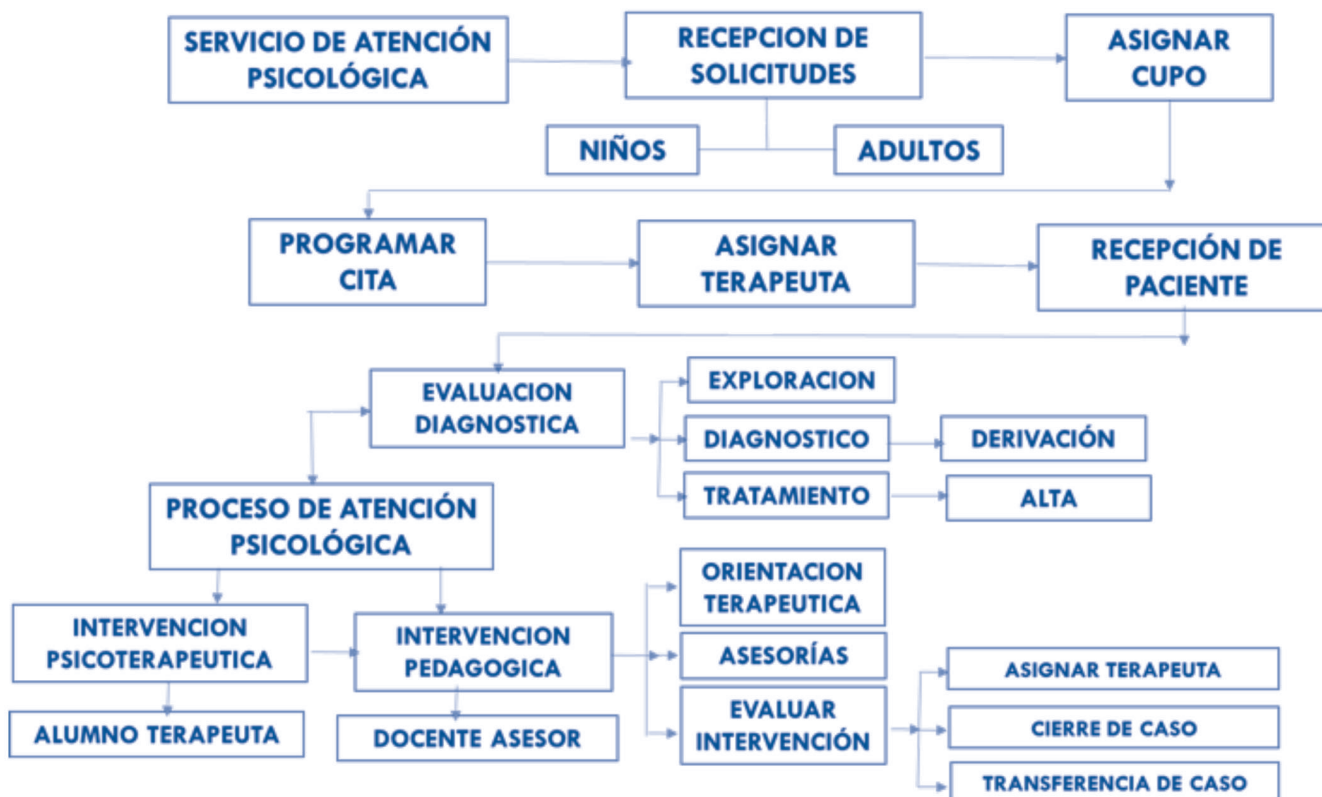 SERVICIO DE ATENCIÓN
PSICOLÓGICA
RECEPCION DE
SOLICITUDES
ASIGNAR
CUPO
NIÑOS
ADULTOS
PROGRAMAR
CITA
ASIGNAR
TERAPEUTA
RECEPCIÓN DE
PACIENTE
EVALUACION
DIAGNOSTICA
EXPLORACION
DIAGNOSTICO
DERIVACIÓN
TRATAMIENTO
ALTA
PROCESO DE ATENCIÓN
PSICOLÓGICA
INTERVENCION
PSICOTERAPEUTICA
INTERVENCION
PEDAGOGICA
ALUMNO TERAPEUTA
DOCENTE ASESOR
ORIENTACION
TERAPEUTICA
ASESORÍAS
EVALUAR
INTERVENCIÓN
ASIGNAR TERAPEUTA
CIERRE DE CASO
TRANSFERENCIA DE CASO